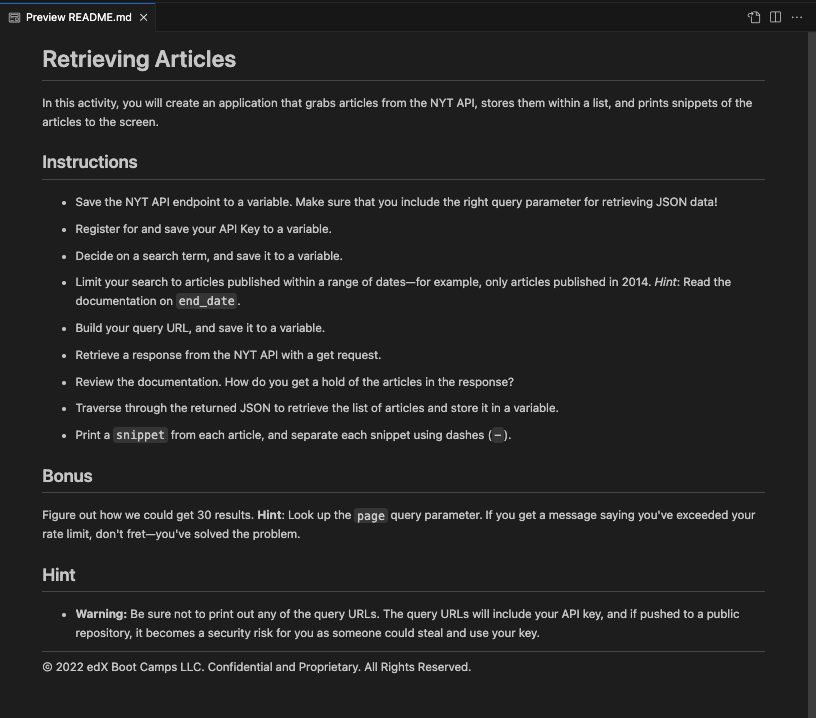 Preview README.md
Retrieving Articles
In this activity, you will create an application that grabs articles from the NYT API, stores them within a list, and prints snippets of the
articles to the screen.
Instructions
• Save the NYT API endpoint to a variable. Make sure that you include the right query parameter for retrieving JSON data!
• Register for and save your API Key to a variable.
• Decide on a search term, and save it to a variable.
• Limit your search to articles published within a range of dates—for example, only articles published in 2014. Hint: Read the
documentation on end_date.
• Build your query URL, and save it to a variable.
• Retrieve a response from the NYT API with a get request.
• Review the documentation. How do you get a hold of the articles in the response?
• Traverse through the returned JSON to retrieve the list of articles and store it in a variable.
• Print a snippet from each article, and separate each snippet using dashes (-).
Bonus
Figure out how we could get 30 results. Hint: Look up the page query parameter. If you get a message saying you've exceeded your
rate limit, don't fret—you've solved the problem.
Hint
• Warning: Be sure not to print out any of the query URLs. The query URLs will include your API key, and if pushed to a public
repository, it becomes a security risk for you as someone could steal and use your key.
© 2022 edX Boot Camps LLC. Confidential and Proprietary. All Rights Reserved.